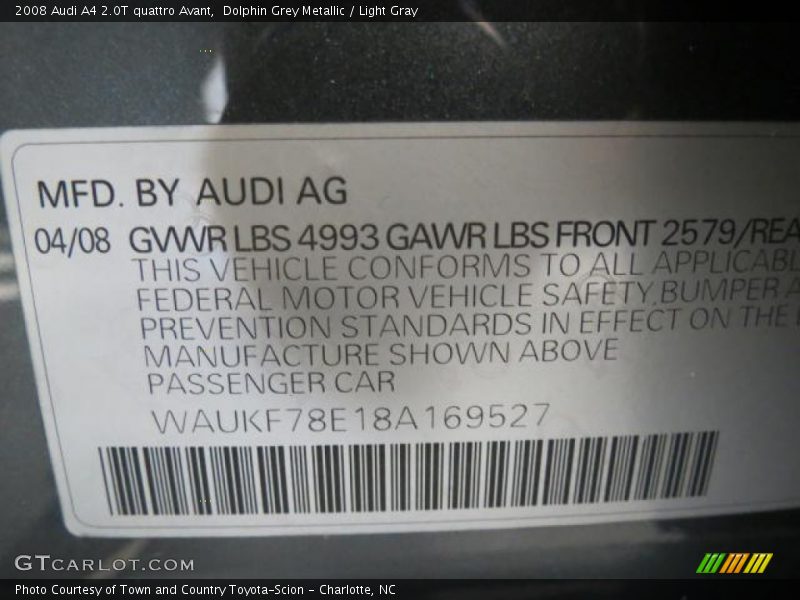 2008 Audi A4 2.0T quattro Avant,  Dolphin Grey Metallic / Light Gray
MFD. BY AUDI AG
04/08 GVWR LBS 4993 GAWR LBS FRONT 2579/REA
THIS VEHICLE CONFORMS TO ALL APPLICABL
FEDERAL MOTOR VEHICLE SAFETY, BUMPER A
PREVENTION STANDARDS IN EFFECT ON THE
MANUFACTURE SHOWN ABOVE
PASSENGER CAR
WAUKF78E18A169527
GTCARLOT.COM
Photo Courtesy of Town and Country Toyota-Scion - Charlotte, NC